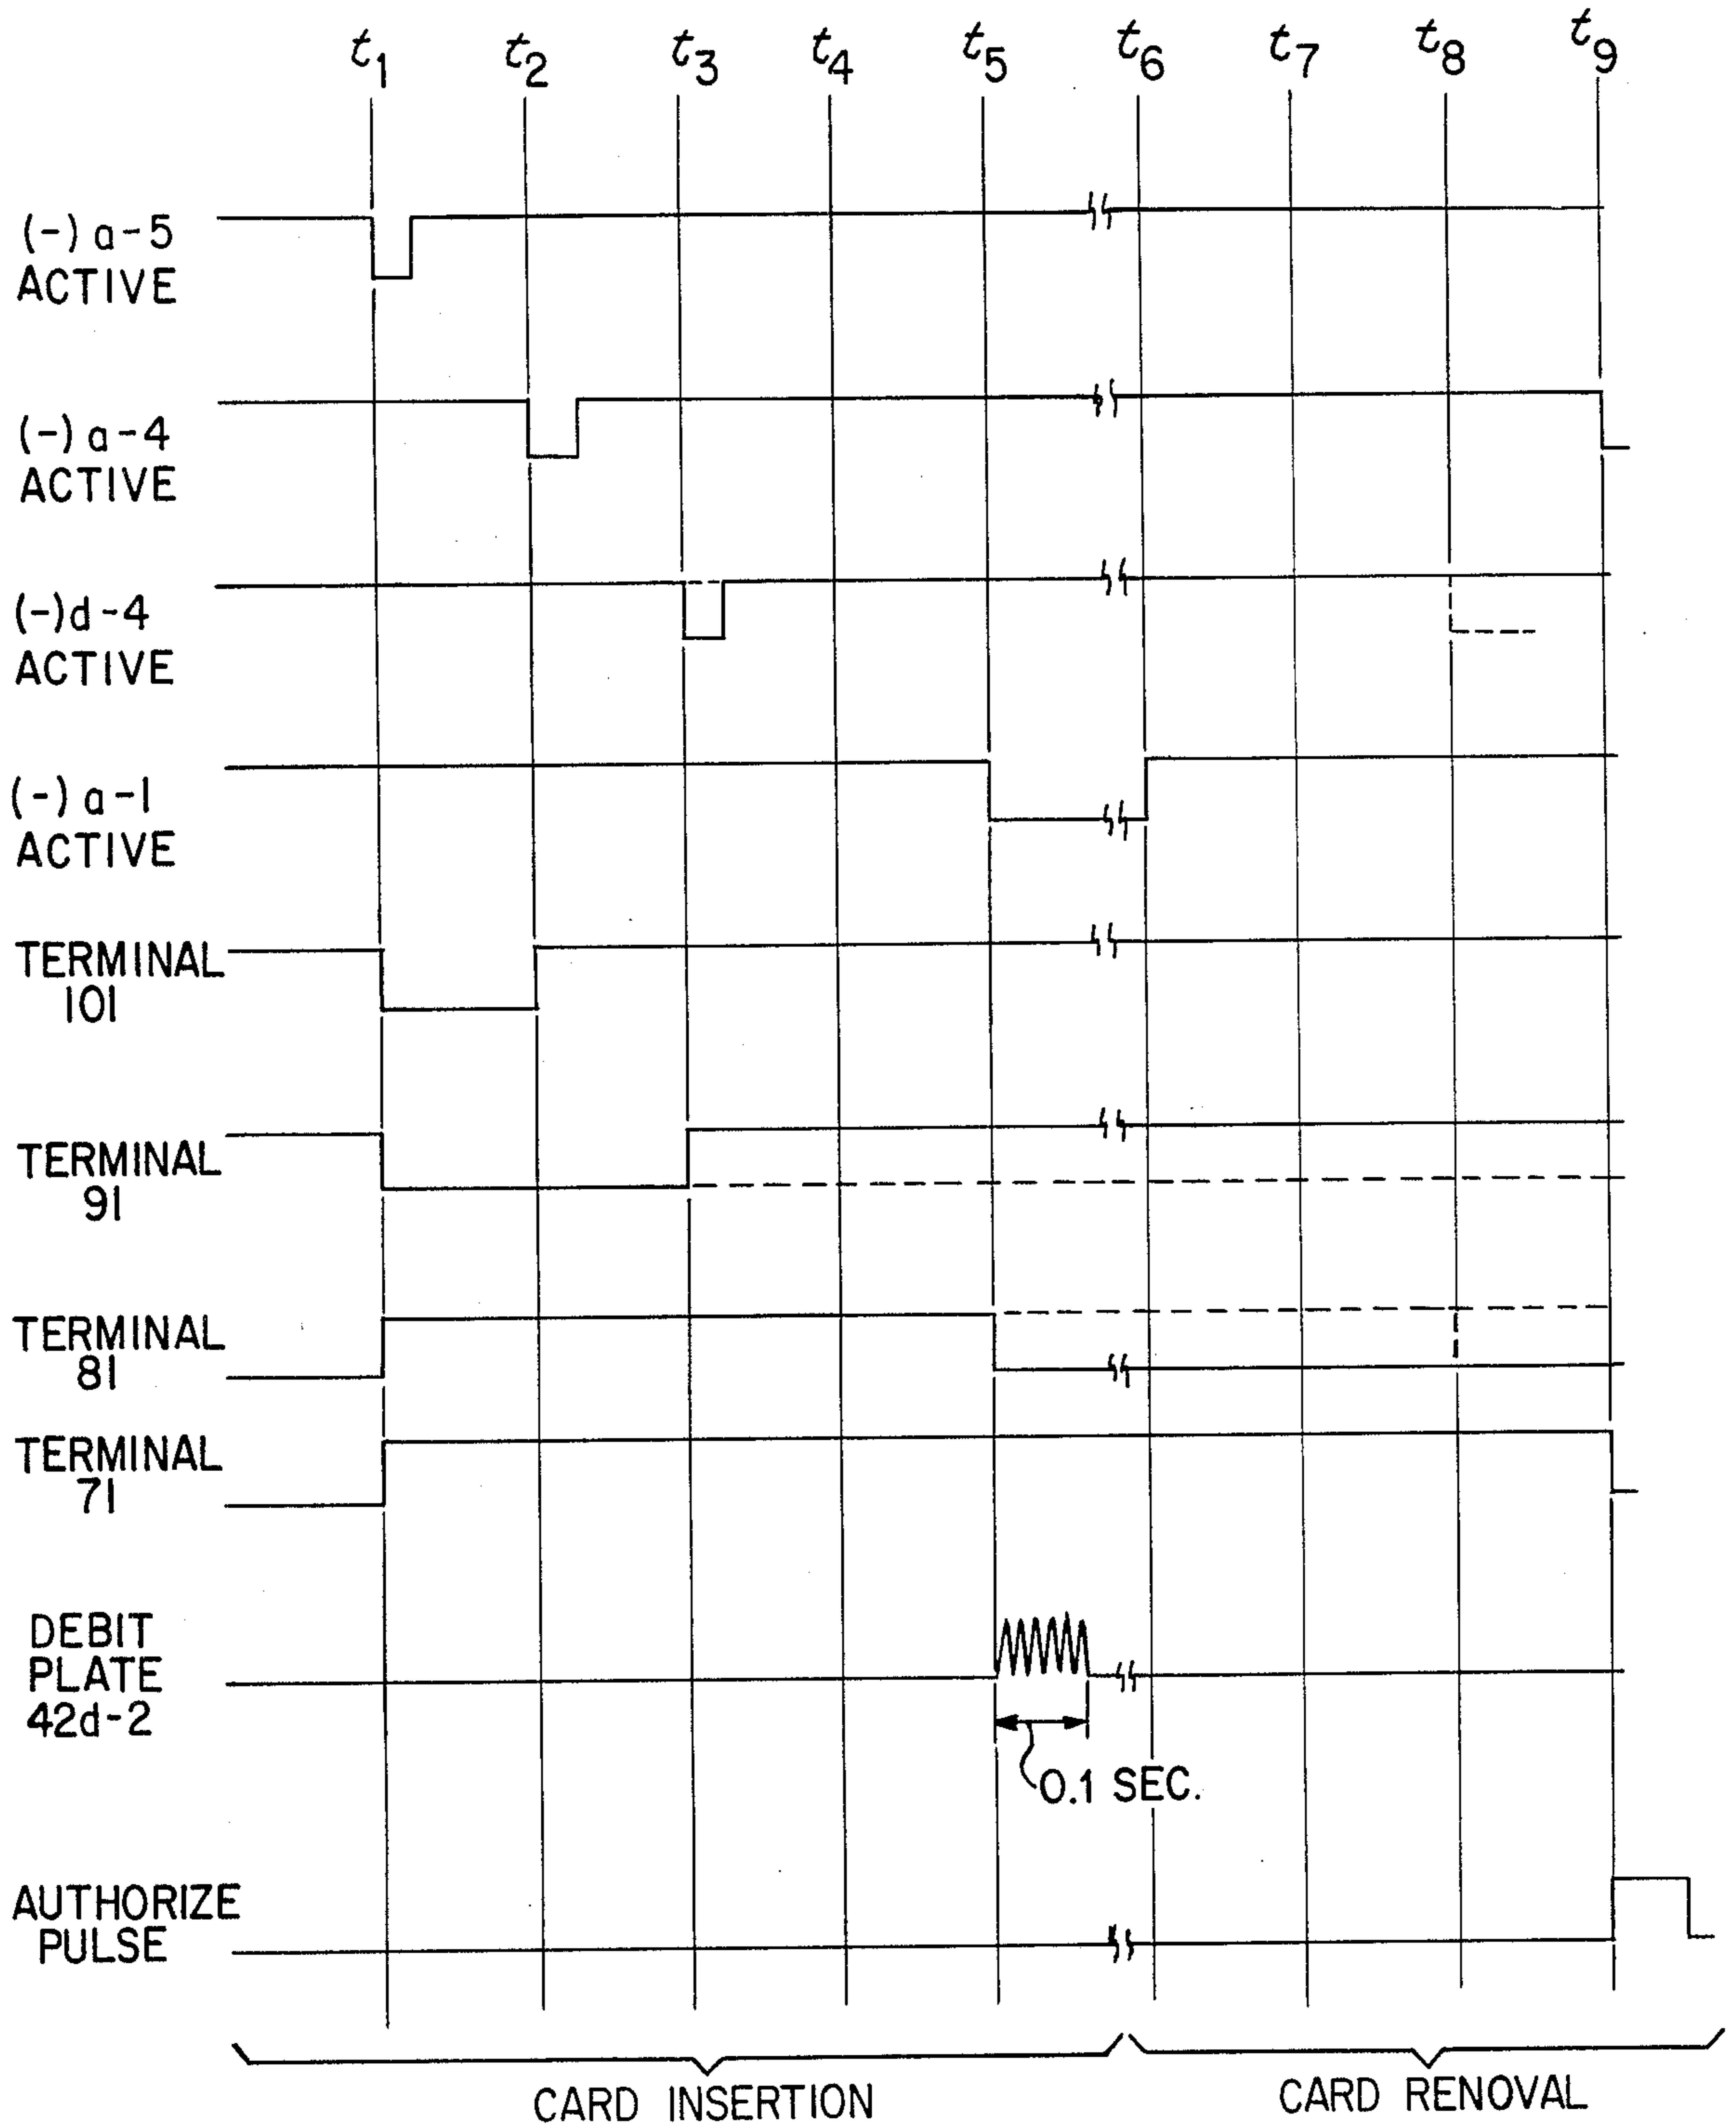 t1 t2 t3 t4 t5 t6 t7 t8 t9
(-) a-5
ACTIVE
(-) a-4
ACTIVE
(-)d-4
ACTIVE
(-) a-1
ACTIVE
TERMINAL
101
TERMINAL
91
TERMINAL
81
TERMINAL
71
DEBIT
PLATE
42d-2
0.1 SEC.
AUTHORIZE
PULSE
CARD INSERTION
CARD RENOVAL